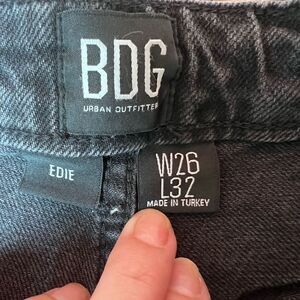 BDG
URBAN OUTFITTERS
EDIE
W26
L32
MADE IN TURKEY